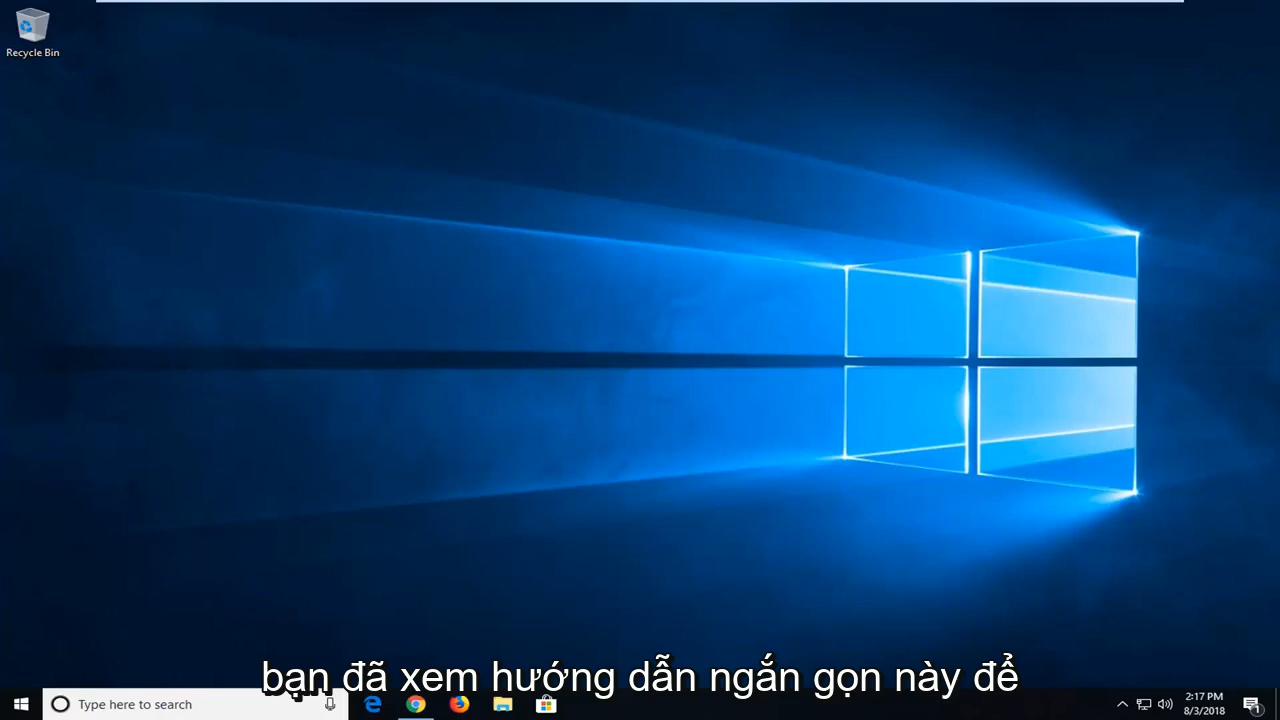 Recycle Bin
bạn đã xem hướng dẫn ngắn gọn này để
Type here to search
2:17 PM
8/3/2018
1